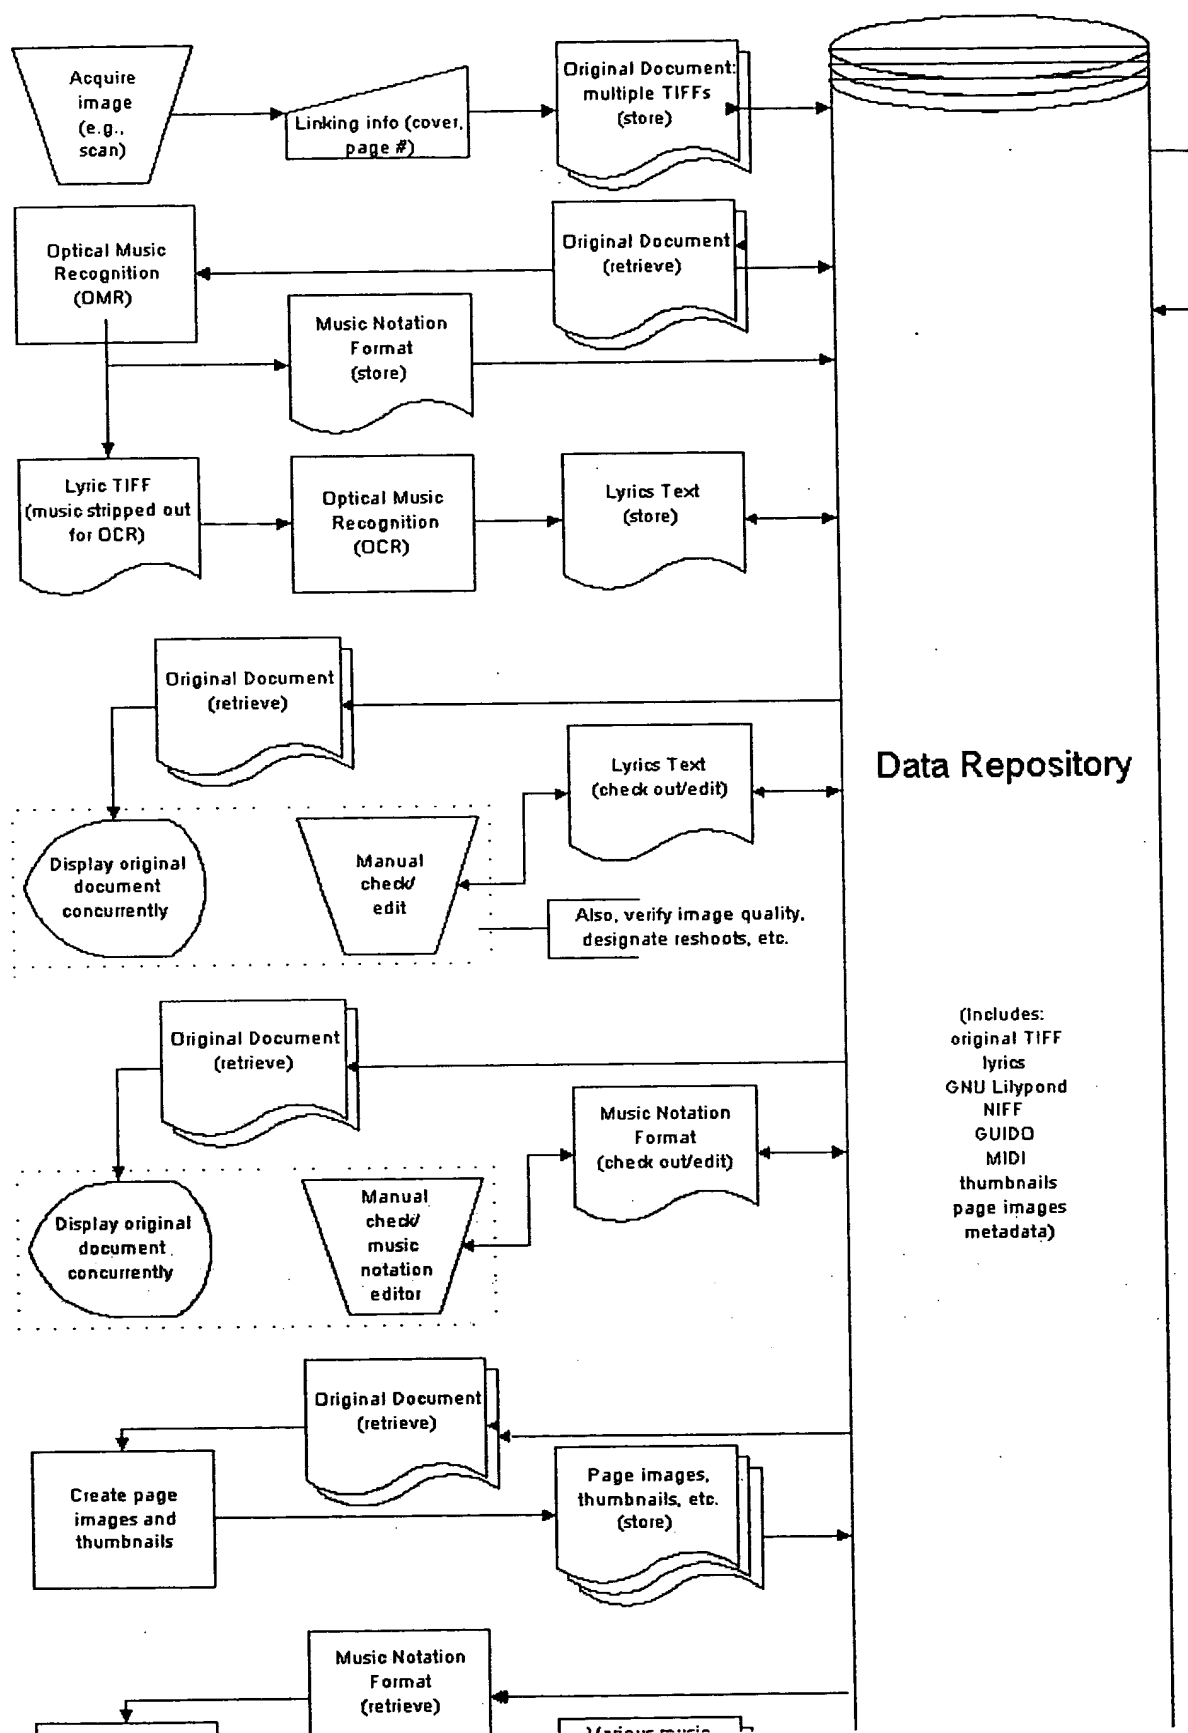 Acquire
image
(e.g.,
scan)
Linking info (cover,
page #)
Original Document:
multiple TIFFs
(store)
Optical Music
Recognition
(OMR)
Original Document
(retrieve)
Music Notation
Format
(store)
Lyric TIFF
(music stripped out
for OCR)
Optical Music
Recognition
(OCR)
Lyrics Text
(store)
Original Document
(retrieve)
Lyrics Text
(check out/edit)
Data Repository
Display original
document
concurrently
Manual
check/
edit
Also, verify image quality,
designate reshoots, etc.
Original Document
(retrieve)
Music Notation
Format
(check out/edit)
(Includes:
original TIFF
lyrics
GNU Lilypond
NIFF
GUIDO
MIDI
thumbnails
page images
metadata)
Display original
document
concurrently
Manual
check/
music
notation
editor
Original Document
(retrieve)
Create page
images and
thumbnails
Page images,
thumbnails, etc.
(store)
Music Notation
Format
(retrieve)
Various music